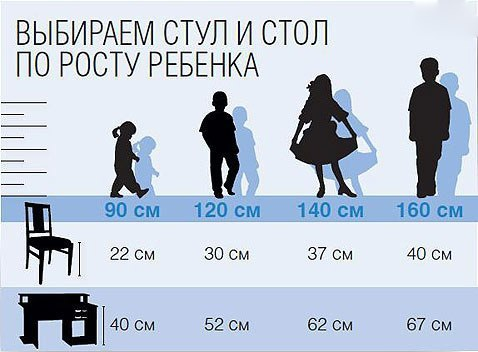 ВЫБИРАЕМ СТУЛ И СТОЛ
ПО РОСТУ РЕБЕНКА
90 см 120 см 140 см 160 см
22 см 30 см 37 см 40 см
40 см 52 см 62 см 67 см